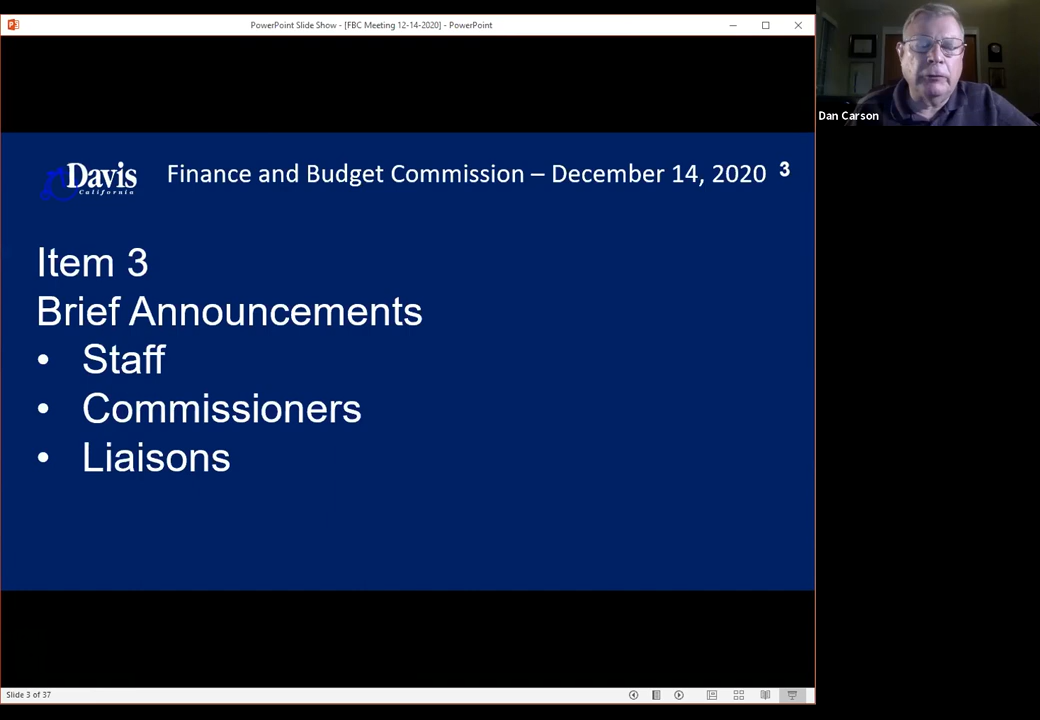 PowerPoint Slide Show - [FBC Meeting 12-14-2020] - PowerPoint
Dan Carson
Davis
California
Finance and Budget Commission – December 14, 2020 3
Item 3
Brief Announcements
• Staff
• Commissioners
• Liaisons
Slide 3 of 37